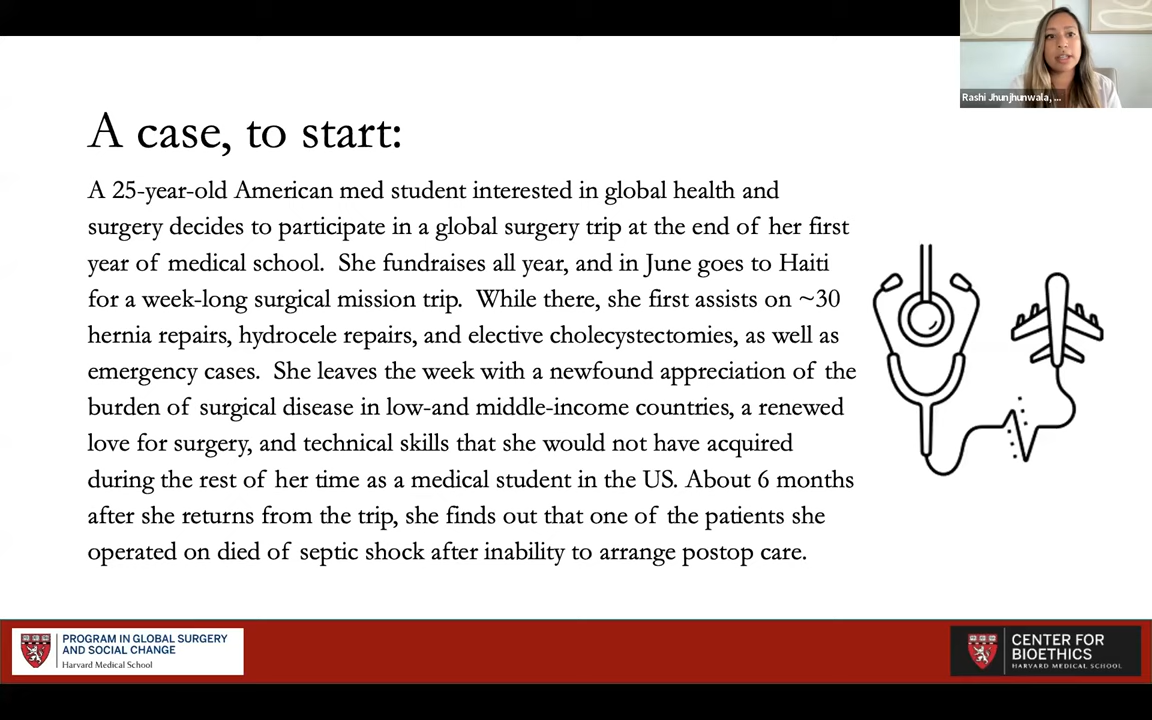 Rashi Jhunjhunwala, ...
A case, to start:
A 25-year-old American med student interested in global health and
surgery decides to participate in a global surgery trip at the end of her first
year of medical school.  She fundraises all year, and in June goes to Haiti
for a week-long surgical mission trip.  While there, she first assists on ~30
hernia repairs, hydrocele repairs, and elective cholecystectomies, as well as
emergency cases.  She leaves the week with a newfound appreciation of the
burden of surgical disease in low-and middle-income countries, a renewed
love for surgery, and technical skills that she would not have acquired
during the rest of her time as a medical student in the US. About 6 months
after she returns from the trip, she finds out that one of the patients she
operated on died of septic shock after inability to arrange postop care.
PROGRAM IN GLOBAL SURGERY
AND SOCIAL CHANGE
Harvard Medical School
CENTER FOR
BIOETHICS
HARVARD MEDICAL SCHOOL